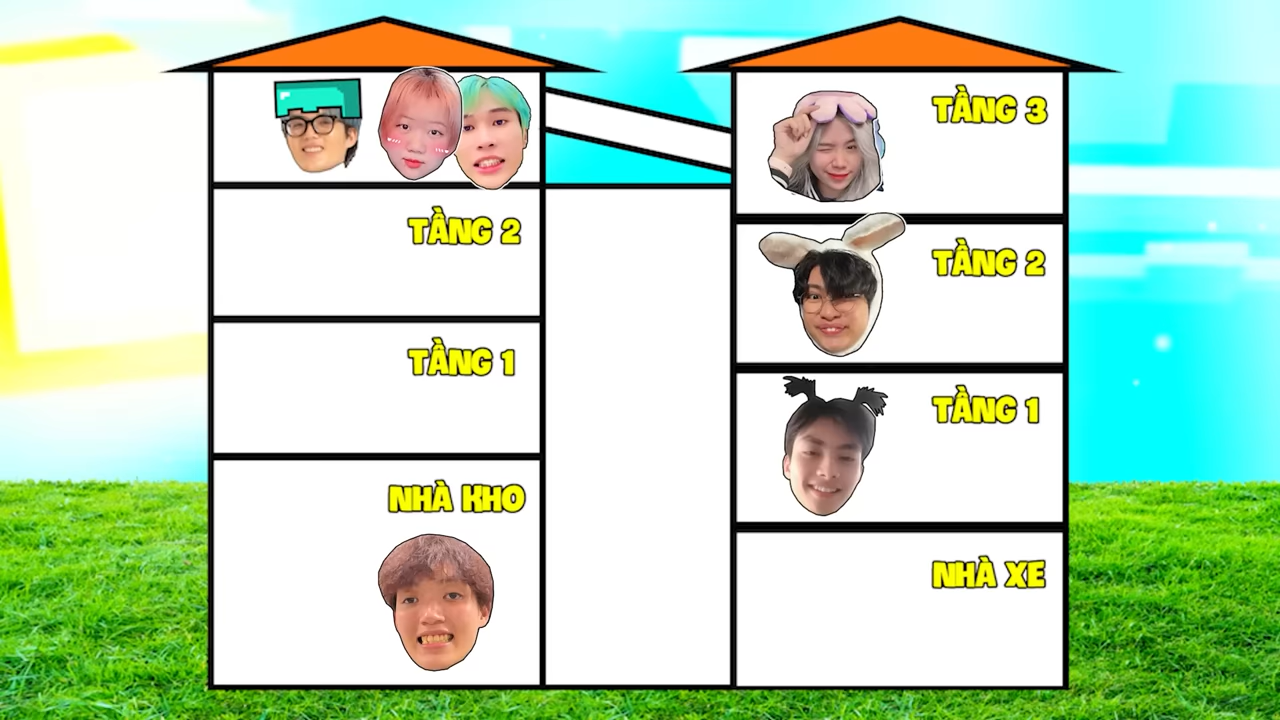 TẦNG 2
TẦNG 1
NHÀ KHO
TẦNG 3
TẦNG 2
TẦNG 1
NHÀ XE